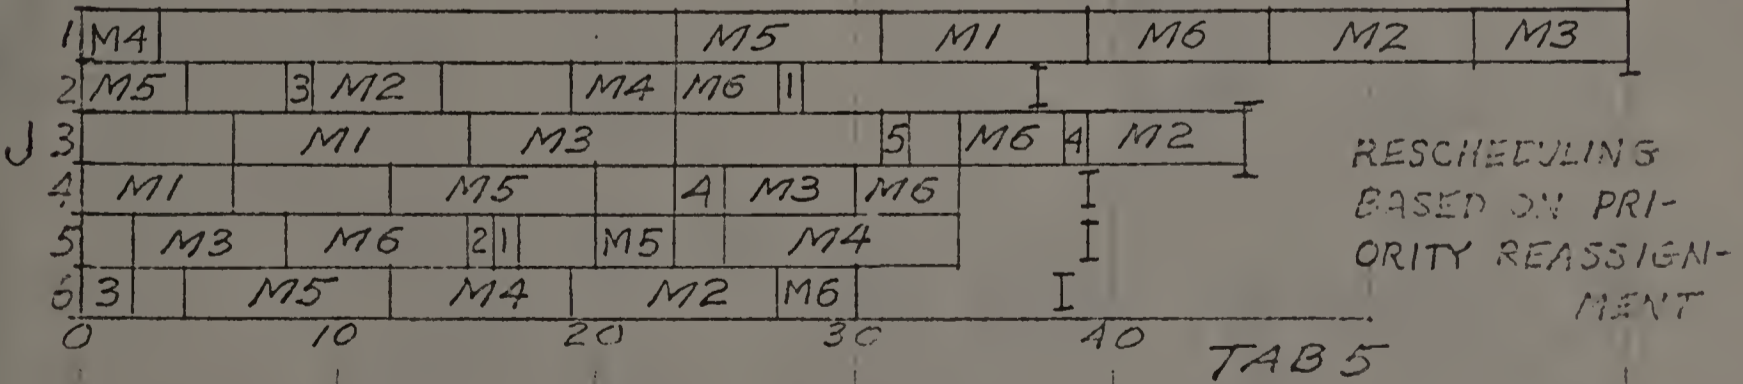 1 M4 M5 M1 M6 M2 M3
2 M5 3 M2 M4 M6 1
J 3 M1 M3 5 M6 4 M2
4 M1 M5 4 M3 M6
5 M3 M6 2 1 M5 M4
6 3 M5 M4 M2 M6
0 10 20 30 40
RESCHEDULING
BASED ON PRI-
ORITY REASSIGN-
MENT
TAB 5